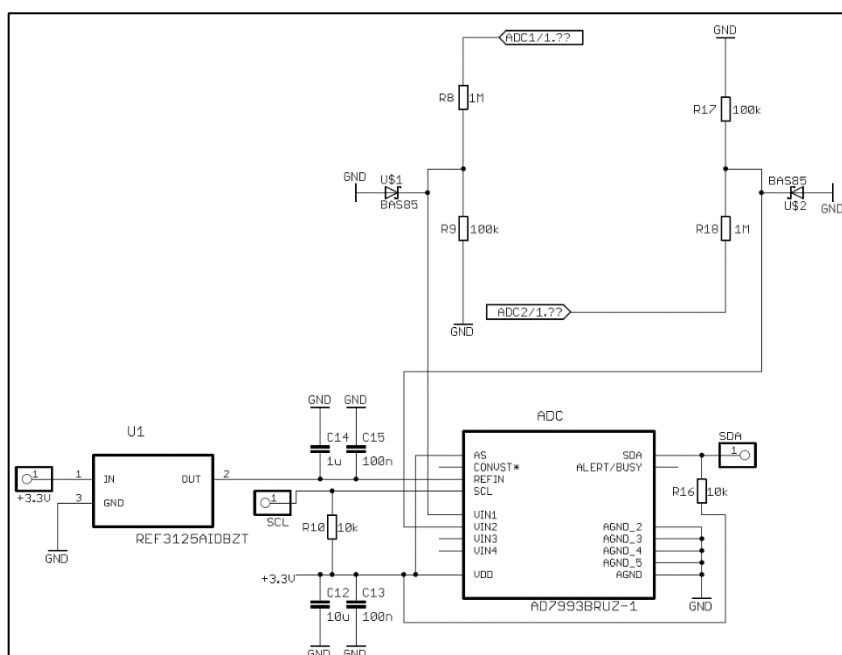 ADC1/1.??
GND
R8
1M
R17
100k
GND
U$1
BAS85
BAS85
U$2
GND
R9
100k
R18
1M
ADC2/1.??
GND
GND
GND
ADC
U1
C14
C15
1u
100n
SDA
1
1
IN
OUT
2
+3.3V
3
GND
REF3125AIDBZT
GND
1
SCL
R10
10k
AS
CONVST*
REFIN
SCL
VIN1
VIN2
VIN3
VIN4
VDD
SDA
ALERT/BUSY
AGND_2
AGND_3
AGND_4
AGND_5
AGND
R16
10k
+3.3V
C12
C13
10u
100n
AD7993BRUZ-1
GND
GND
GND
1